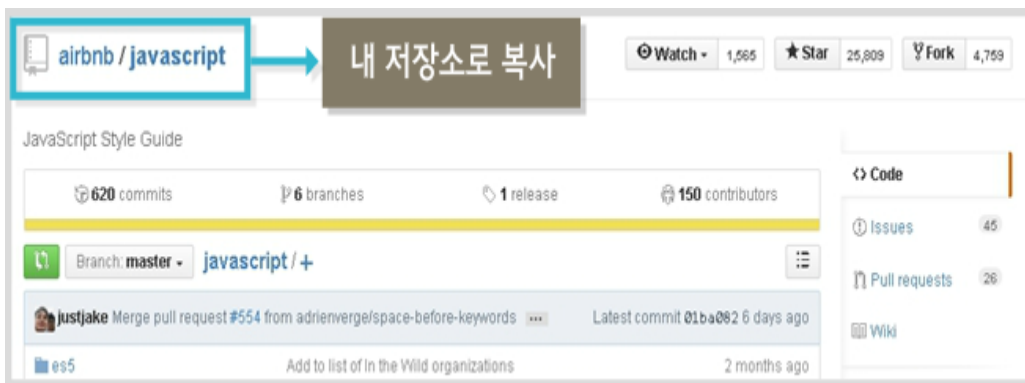 airbnb / javascript
내 저장소로 복사
Watch 1,565 Star 25,809 Fork 4,759
JavaScript Style Guide
620 commits 6 branches 1 release 150 contributors
Code
Issues 45
Branch: master javascript / +
Pull requests 26
justjake Merge pull request #554 from adrienverge/space-before-keywords ... Latest commit 01ba082 6 days ago
Wiki
es5 Add to list of In the Wild organizations 2 months ago